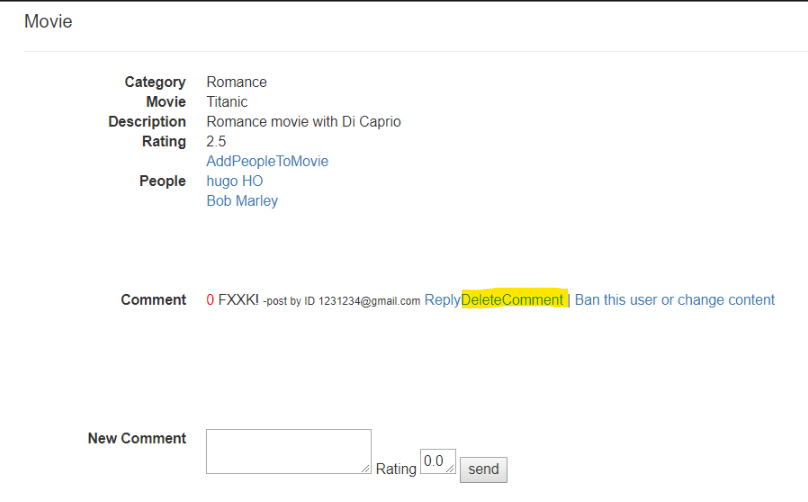 Movie
Category Romance
Movie Titanic
Description Romance movie with Di Caprio
Rating 2.5
AddPeopleToMovie
People hugo HO
Bob Marley
Comment 0 FXXK! -post by ID 1231234@gmail.com ReplyDeleteComment | Ban this user or change content
New Comment Rating 0.0 send